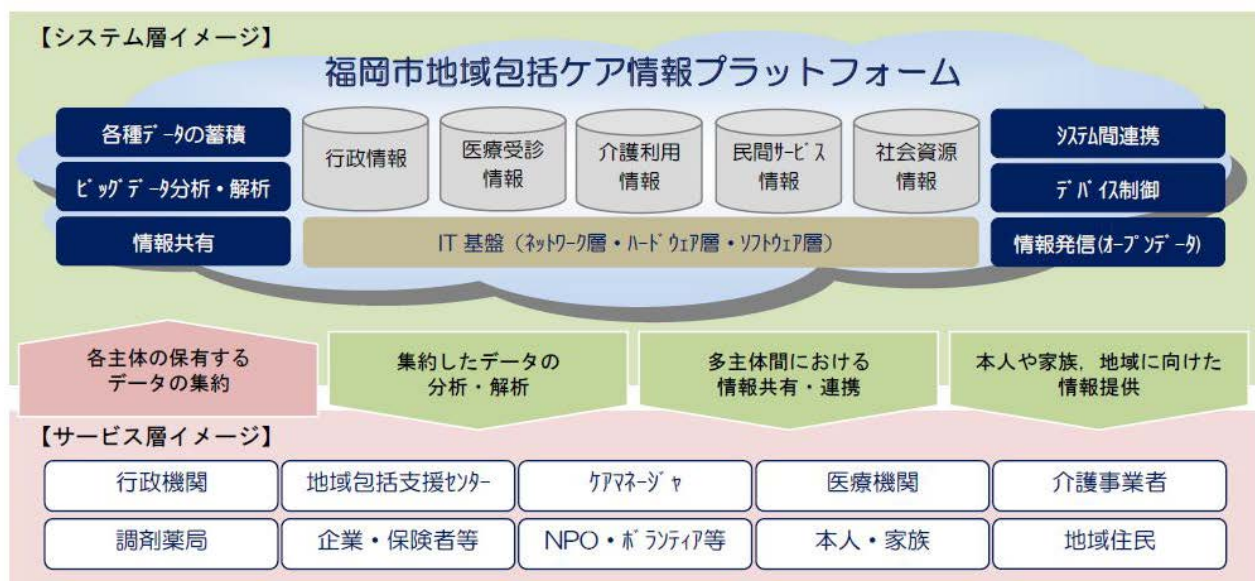 【システム層イメージ】
福岡市地域包括ケア情報プラットフォーム
各種ﾃﾞｰﾀの蓄積
ﾋﾞｯｸﾞﾃﾞｰﾀ分析・解析
情報共有
行政情報
医療受診
情報
介護利用
情報
民間ｻｰﾋﾞｽ
情報
社会資源
情報
IT基盤（ﾈｯﾄﾜｰｸ層・ﾊｰﾄﾞｳｪｱ層・ｿﾌﾄｳｪｱ層）
ｼｽﾃﾑ間連携
ﾃﾞﾊﾞｲｽ制御
情報発信(ｵｰﾌﾟﾝﾃﾞｰﾀ)
各主体の保有する
データの集約
集約したデータの
分析・解析
多主体間における
情報共有・連携
本人や家族，地域に向けた
情報提供
【サービス層イメージ】
行政機関
地域包括支援ｾﾝﾀｰ
ｹｱﾏﾈｰｼﾞｬ
医療機関
介護事業者
調剤薬局
企業・保険者等
NPO・ﾎﾞﾗﾝﾃｨｱ等
本人・家族
地域住民